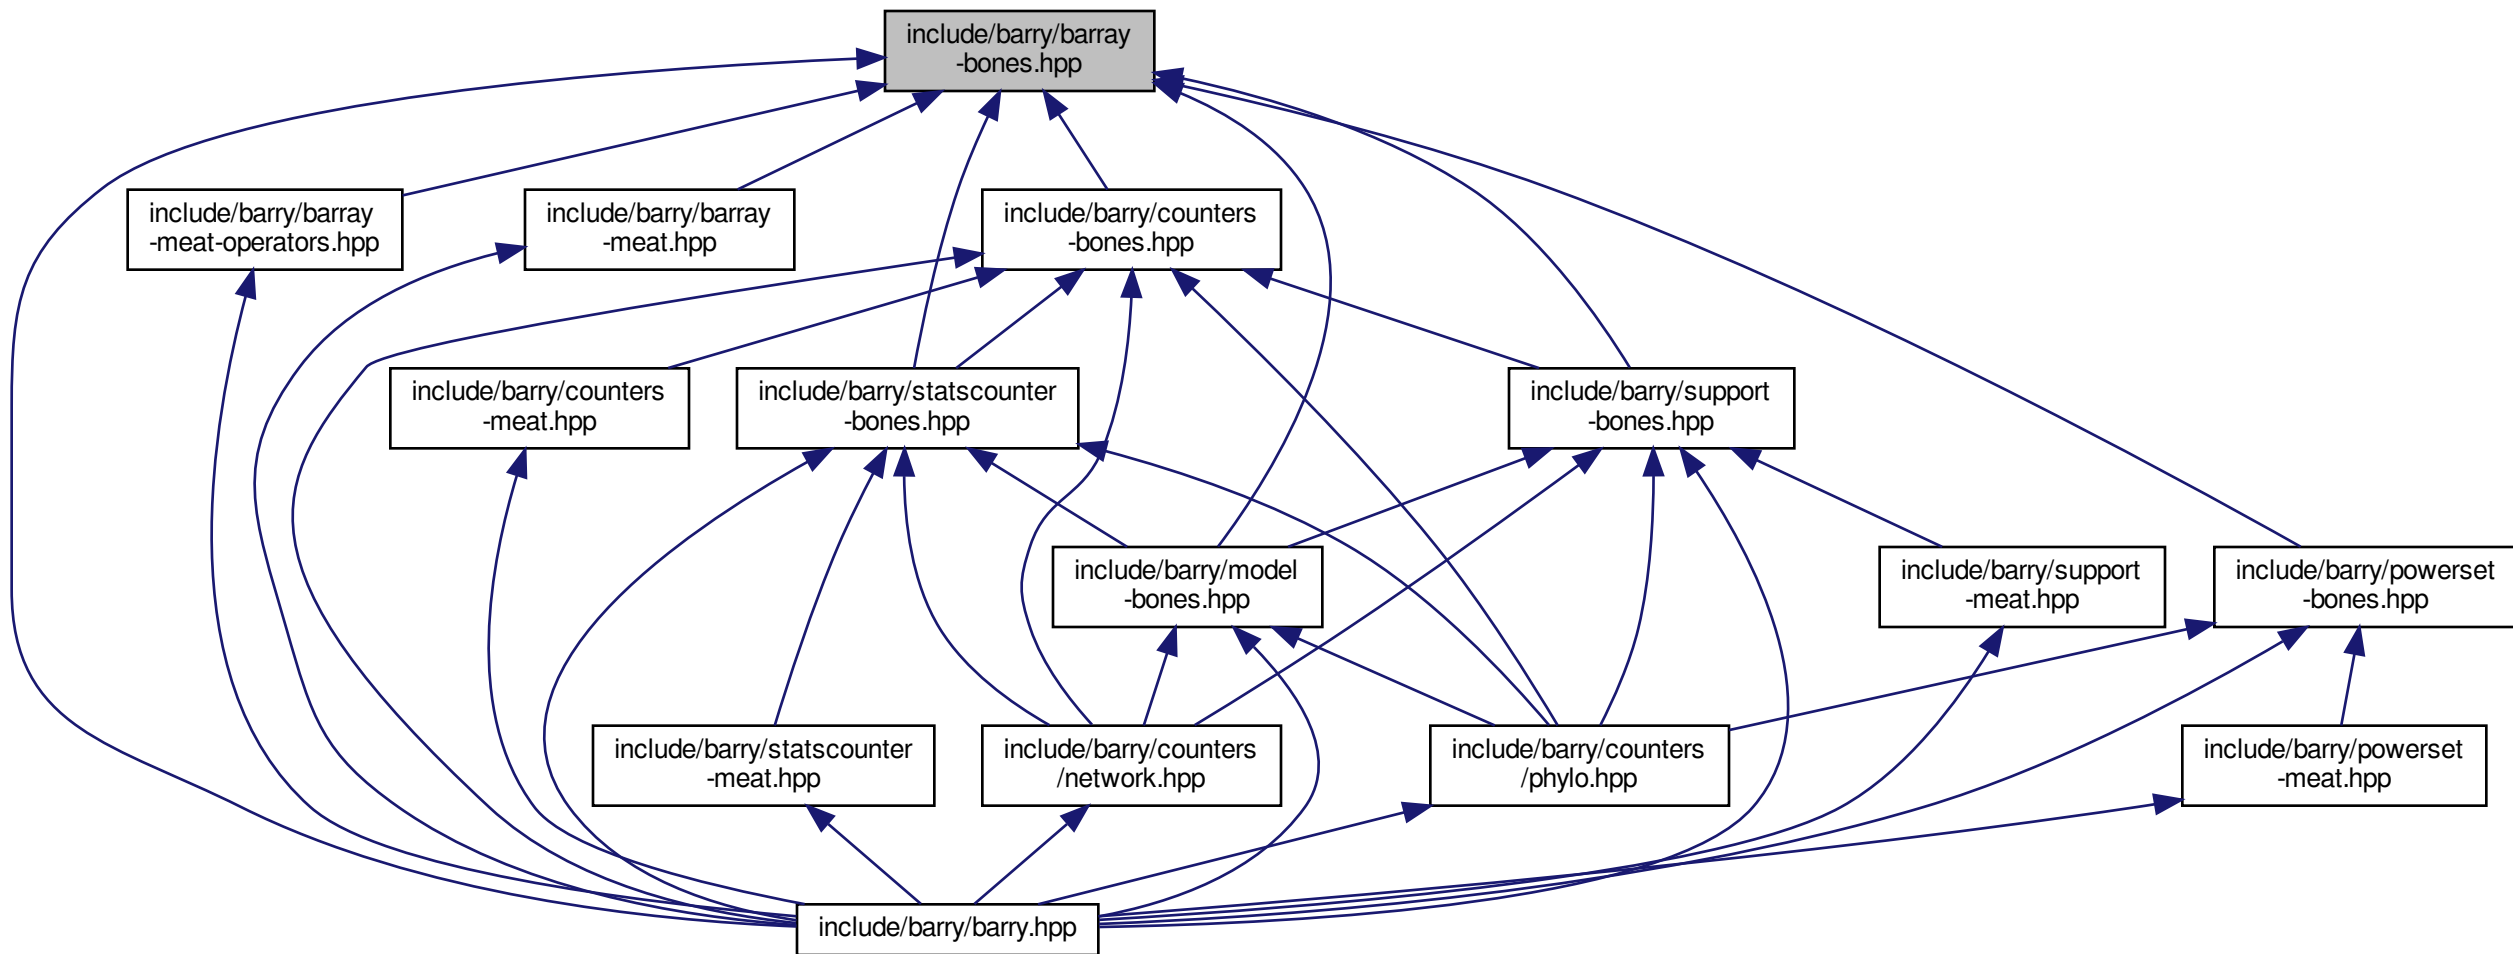 include/barry/barray
-bones.hpp
include/barry/barray
-meat-operators.hpp
include/barry/barray
-meat.hpp
include/barry/counters
-bones.hpp
include/barry/counters
-meat.hpp
include/barry/statscounter
-bones.hpp
include/barry/support
-bones.hpp
include/barry/model
-bones.hpp
include/barry/support
-meat.hpp
include/barry/powerset
-bones.hpp
include/barry/statscounter
-meat.hpp
include/barry/counters
/network.hpp
include/barry/counters
/phylo.hpp
include/barry/powerset
-meat.hpp
include/barry/barry.hpp